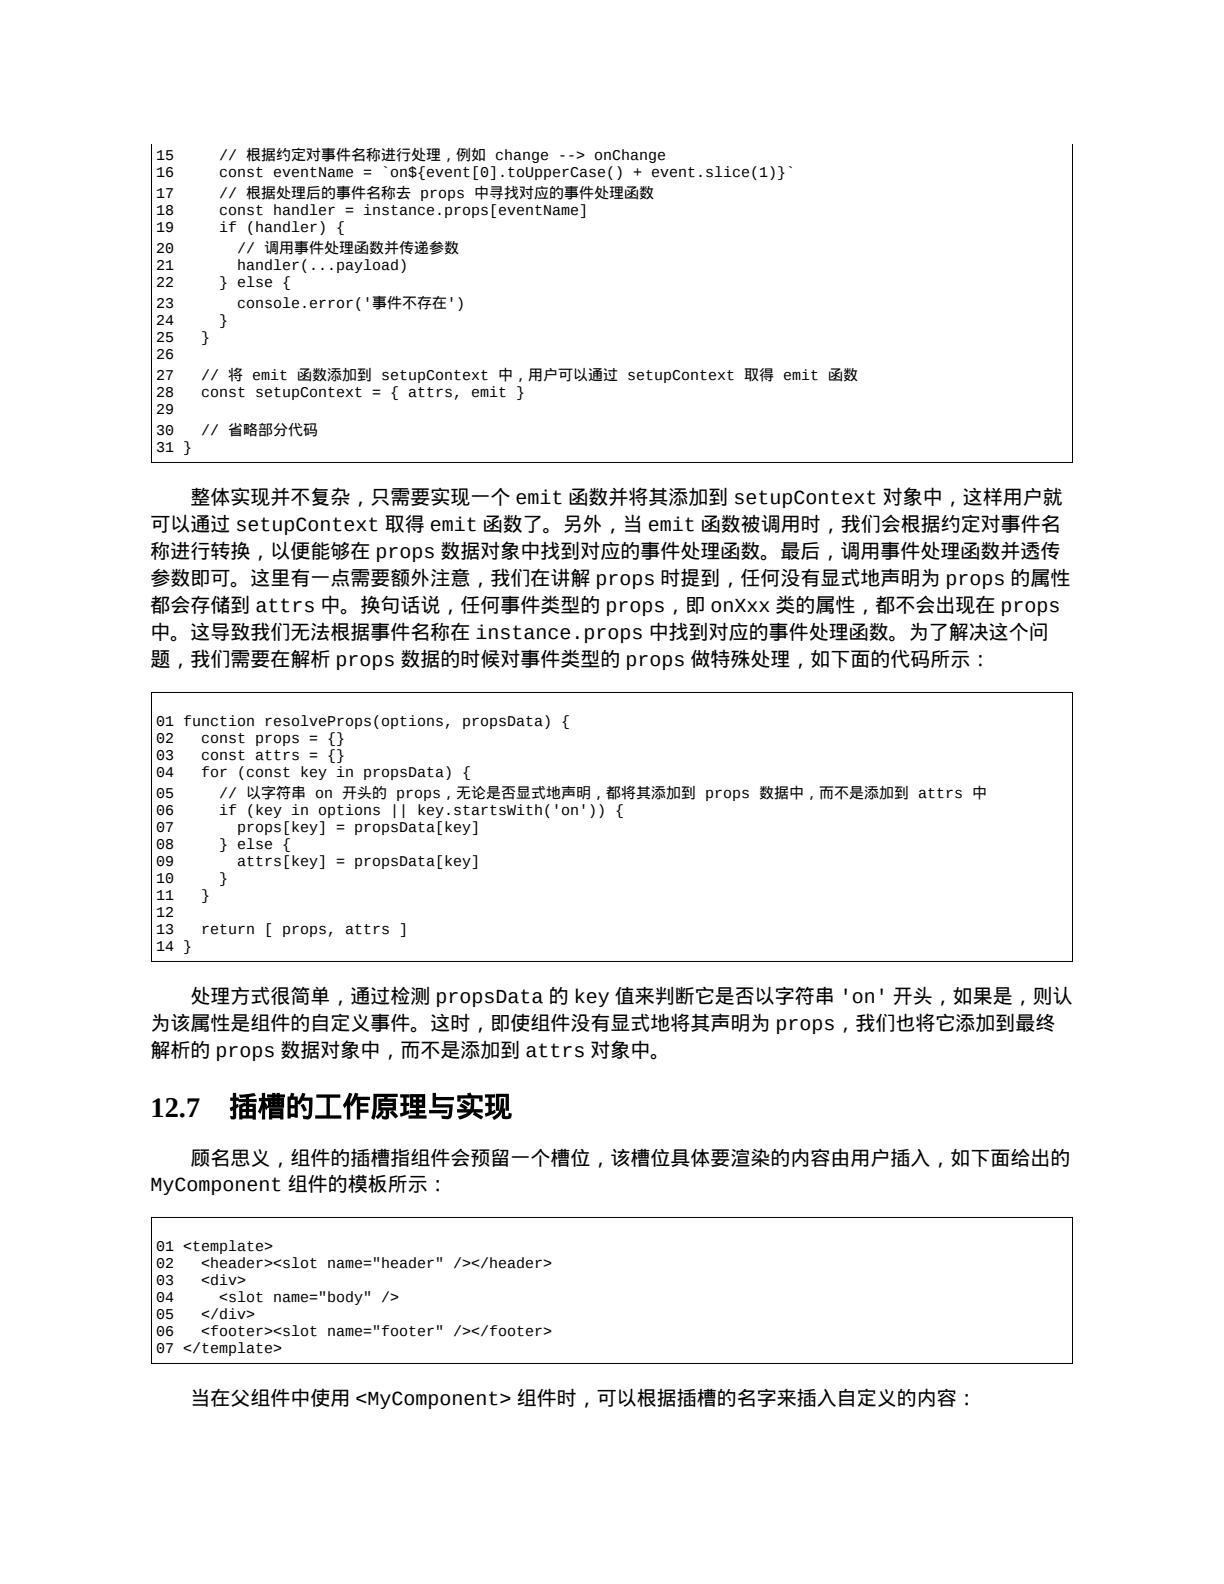 15     // 根据约定对事件名称进行处理，例如 change --> onChange
16     const eventName = `on${event[0].toUpperCase() + event.slice(1)}`
17     // 根据处理后的事件名称去 props 中寻找对应的事件处理函数
18     const handler = instance.props[eventName]
19     if (handler) {
20       // 调用事件处理函数并传递参数
21       handler(...payload)
22     } else {
23       console.error('事件不存在')
24     }
25   }
26
27   // 将 emit 函数添加到 setupContext 中，用户可以通过 setupContext 取得 emit 函数
28   const setupContext = { attrs, emit }
29
30   // 省略部分代码
31 }
整体实现并不复杂，只需要实现一个 emit 函数并将其添加到 setupContext 对象中，这样用户就
可以通过 setupContext 取得 emit 函数了。另外，当 emit 函数被调用时，我们会根据约定对事件名
称进行转换，以便能够在 props 数据对象中找到对应的事件处理函数。最后，调用事件处理函数并透传
参数即可。这里有一点需要额外注意，我们在讲解 props 时提到，任何没有显式地声明为 props 的属性
都会存储到 attrs 中。换句话说，任何事件类型的 props，即 onXxx 类的属性，都不会出现在 props
中。这导致我们无法根据事件名称在 instance.props 中找到对应的事件处理函数。为了解决这个问
题，我们需要在解析 props 数据的时候对事件类型的 props 做特殊处理，如下面的代码所示：
01 function resolveProps(options, propsData) {
02   const props = {}
03   const attrs = {}
04   for (const key in propsData) {
05     // 以字符串 on 开头的 props，无论是否显式地声明，都将其添加到 props 数据中，而不是添加到 attrs 中
06     if (key in options || key.startsWith('on')) {
07       props[key] = propsData[key]
08     } else {
09       attrs[key] = propsData[key]
10     }
11   }
12
13   return [ props, attrs ]
14 }
处理方式很简单，通过检测 propsData 的 key 值来判断它是否以字符串 'on' 开头，如果是，则认
为该属性是组件的自定义事件。这时，即使组件没有显式地将其声明为 props，我们也将它添加到最终
解析的 props 数据对象中，而不是添加到 attrs 对象中。
12.7 插槽的工作原理与实现
顾名思义，组件的插槽指组件会预留一个槽位，该槽位具体要渲染的内容由用户插入，如下面给出的
MyComponent 组件的模板所示：
01 <template>
02   <header><slot name="header" /></header>
03   <div>
04     <slot name="body" />
05   </div>
06   <footer><slot name="footer" /></footer>
07 </template>
当在父组件中使用 <MyComponent> 组件时，可以根据插槽的名字来插入自定义的内容：